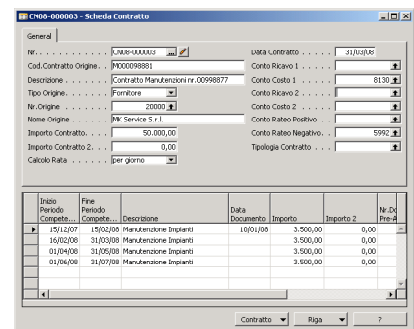 CN08-000003 - Scheda Contratto
General
Nr. . . . . . . . . . . . . CN08-000003 ...
Cod.Contratto Origine. . M000098881
Descrizione . . . . . . . . Contratto Manutenzioni nr.00998877
Tipo Origine. . . . . . . . Fornitore
Nr.Origine . . . . . . . . 20000
Nome Origine . . . . . . . MK Service S.r.l.
Importo Contratto. . . . 50.000,00
Importo Contratto 2. . . 0,00
Calcolo Rata . . . . . . . per giorno
Data Contratto . . . . . 31/03/08
Conto Ricavo 1 . . . . .
Conto Costo 1 . . . . . 8130
Conto Ricavo 2 . . . . .
Conto Costo 2 . . . . .
Conto Rateo Positivo . .
Conto Rateo Negativo. . 5992
Tipologia Contratto . . .
Inizio Periodo Compete... Fine Periodo Compete... Descrizione Data Documento Importo Importo 2 Nr.Do Pre-A
15/12/07 15/02/08 Manutenzione Impianti 10/01/08 3.500,00 0,00
16/02/08 31/03/08 Manutenzione Impianti 3.500,00 0,00
01/04/08 31/05/08 Manutenzione Impianti 3.500,00 0,00
01/06/08 31/07/08 Manutenzione Impianti 3.500,00 0,00
Contratto Riga ?